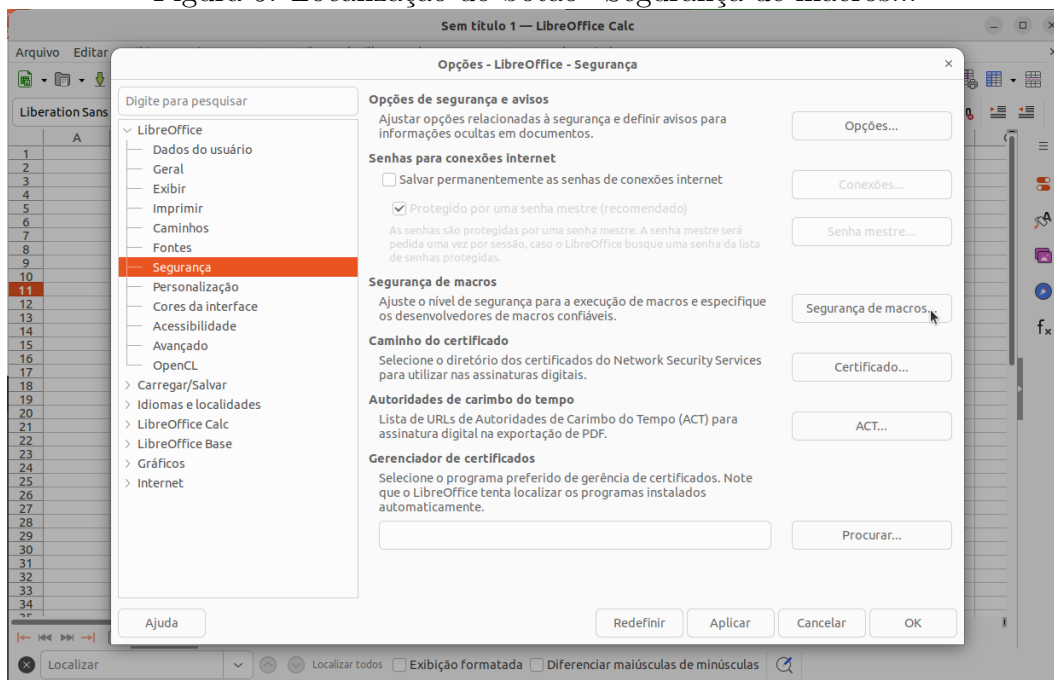 Sem título 1 — LibreOffice Calc
Arquivo Editar
Opções - LibreOffice - Segurança
Liberation Sans
A
1
2
3
4
5
6
7
8
9
10
11
12
13
14
15
16
17
18
19
20
21
22
23
24
25
26
27
28
29
30
31
32
33
34
Digite para pesquisar
LibreOffice
Dados do usuário
Geral
Exibir
Imprimir
Caminhos
Fontes
Segurança
Personalização
Cores da interface
Acessibilidade
Avançado
OpenCL
Carregar/Salvar
Idiomas e localidades
LibreOffice Calc
LibreOffice Base
Gráficos
Internet
Opções de segurança e avisos
Ajustar opções relacionadas à segurança e definir avisos para
informações ocultas em documentos.
Opções...
Senhas para conexões internet
Salvar permanentemente as senhas de conexões internet
Conexões...
Protegido por uma senha mestre (recomendado)
As senhas são protegidas por uma senha mestre. A senha mestre será
pedida uma vez por sessão, caso o LibreOffice busque uma senha da lista
de senhas protegidas.
Senha mestre...
Segurança de macros
Ajuste o nível de segurança para a execução de macros e especifique
os desenvolvedores de macros confiáveis.
Segurança de macros...
Caminho do certificado
Selecione o diretório dos certificados do Network Security Services
para utilizar nas assinaturas digitais.
Certificado...
Autoridades de carimbo do tempo
Lista de URLs de Autoridades de Carimbo do Tempo (ACT) para
assinatura digital na exportação de PDF.
ACT...
Gerenciador de certificados
Selecione o programa preferido de gerência de certificados. Note
que o LibreOffice tenta localizar os programas instalados
automaticamente.
Procurar...
Ajuda
Redefinir
Aplicar
Cancelar
OK
Localizar
Localizar todos
Exibição formatada
Diferenciar maiúsculas de minúsculas